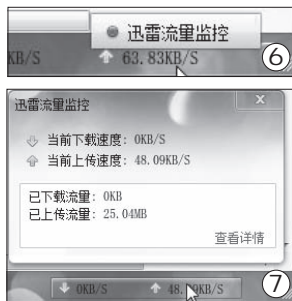 迅雷流量监控
KB/S
63.83KB/S
⑥
迅雷流量监控
X
当前下载速度: 0KB/S
当前上传速度: 48.09KB/S
已下载流量: 0KB
已上传流量: 25.04MB
查看详情
0KB/S
⑦